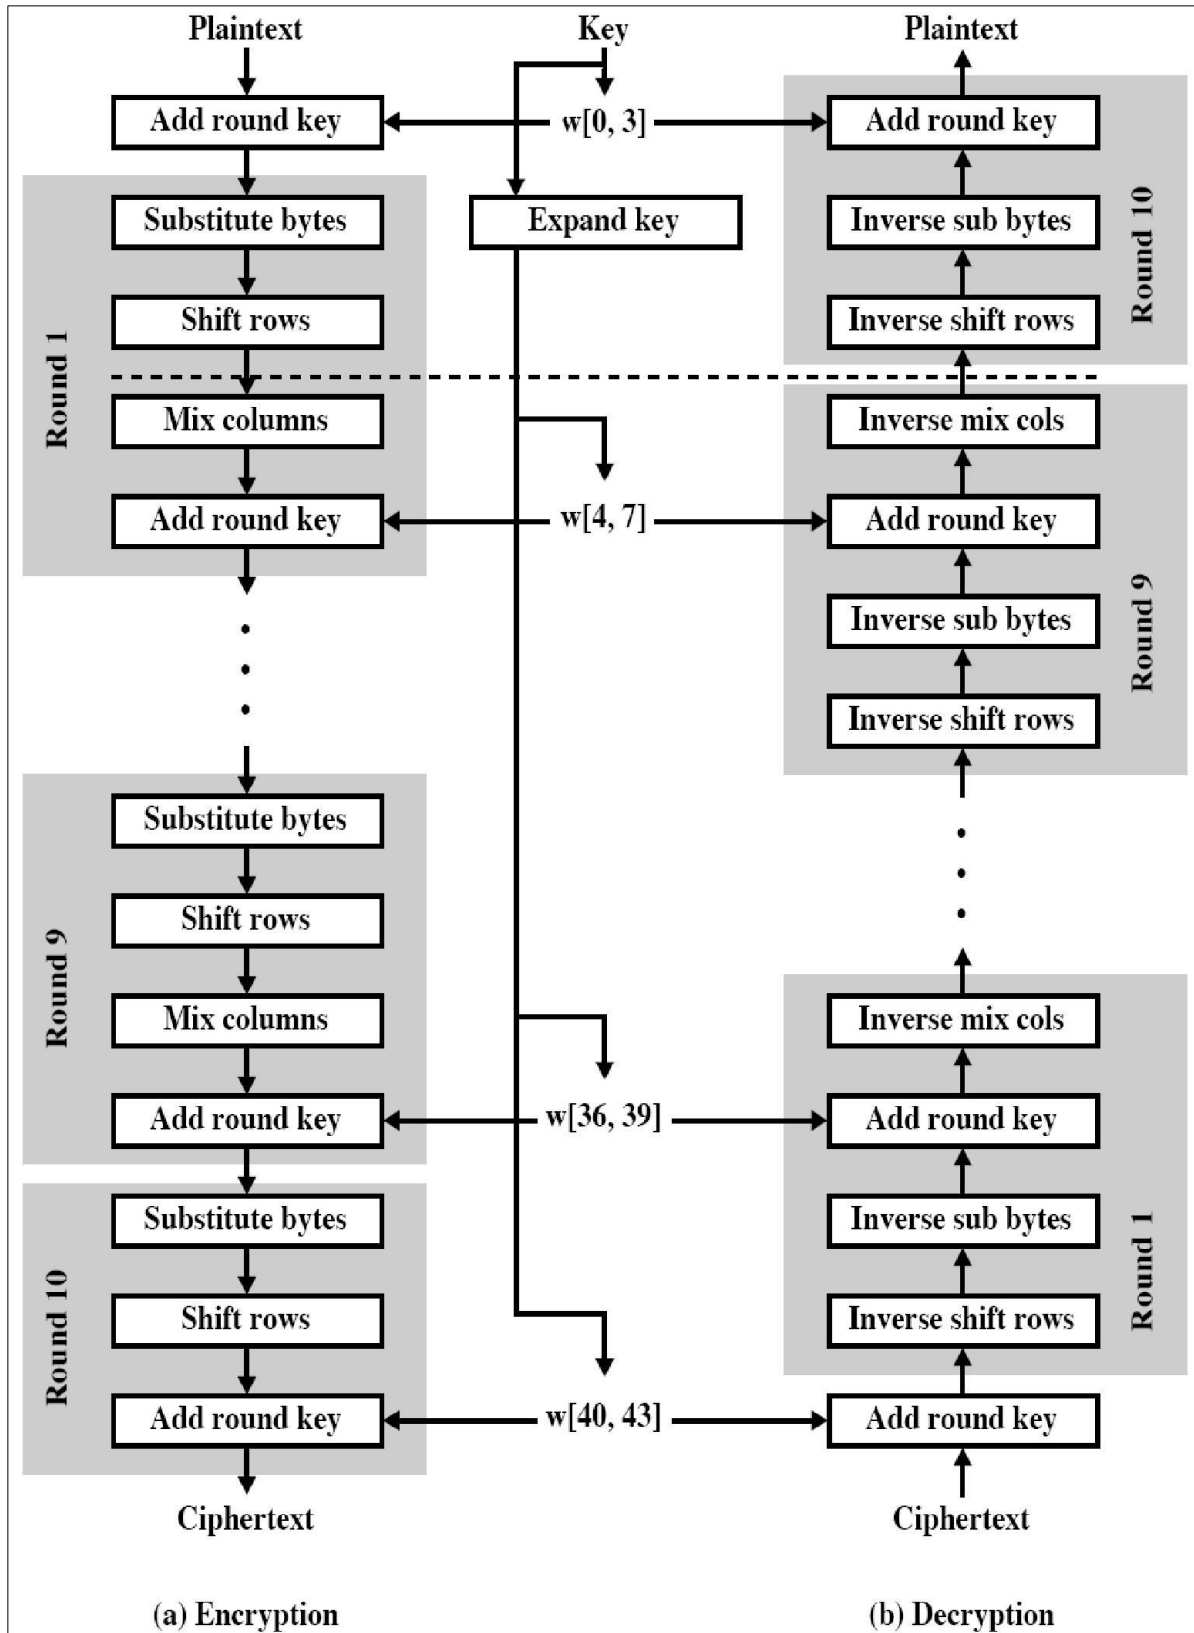 Plaintext
Key
Plaintext
Add round key
w[0, 3]
Add round key
Substitute bytes
Expand key
Inverse sub bytes
Round 10
Shift rows
Inverse shift rows
Round 1
Mix columns
Inverse mix cols
Add round key
w[4, 7]
Add round key
Inverse sub bytes
Round 9
Inverse shift rows
Substitute bytes
Shift rows
Round 9
Mix columns
Inverse mix cols
Add round key
w[36, 39]
Add round key
Substitute bytes
Inverse sub bytes
Round 1
Shift rows
Inverse shift rows
Round 10
Add round key
w[40, 43]
Add round key
Ciphertext
Ciphertext
(a) Encryption
(b) Decryption